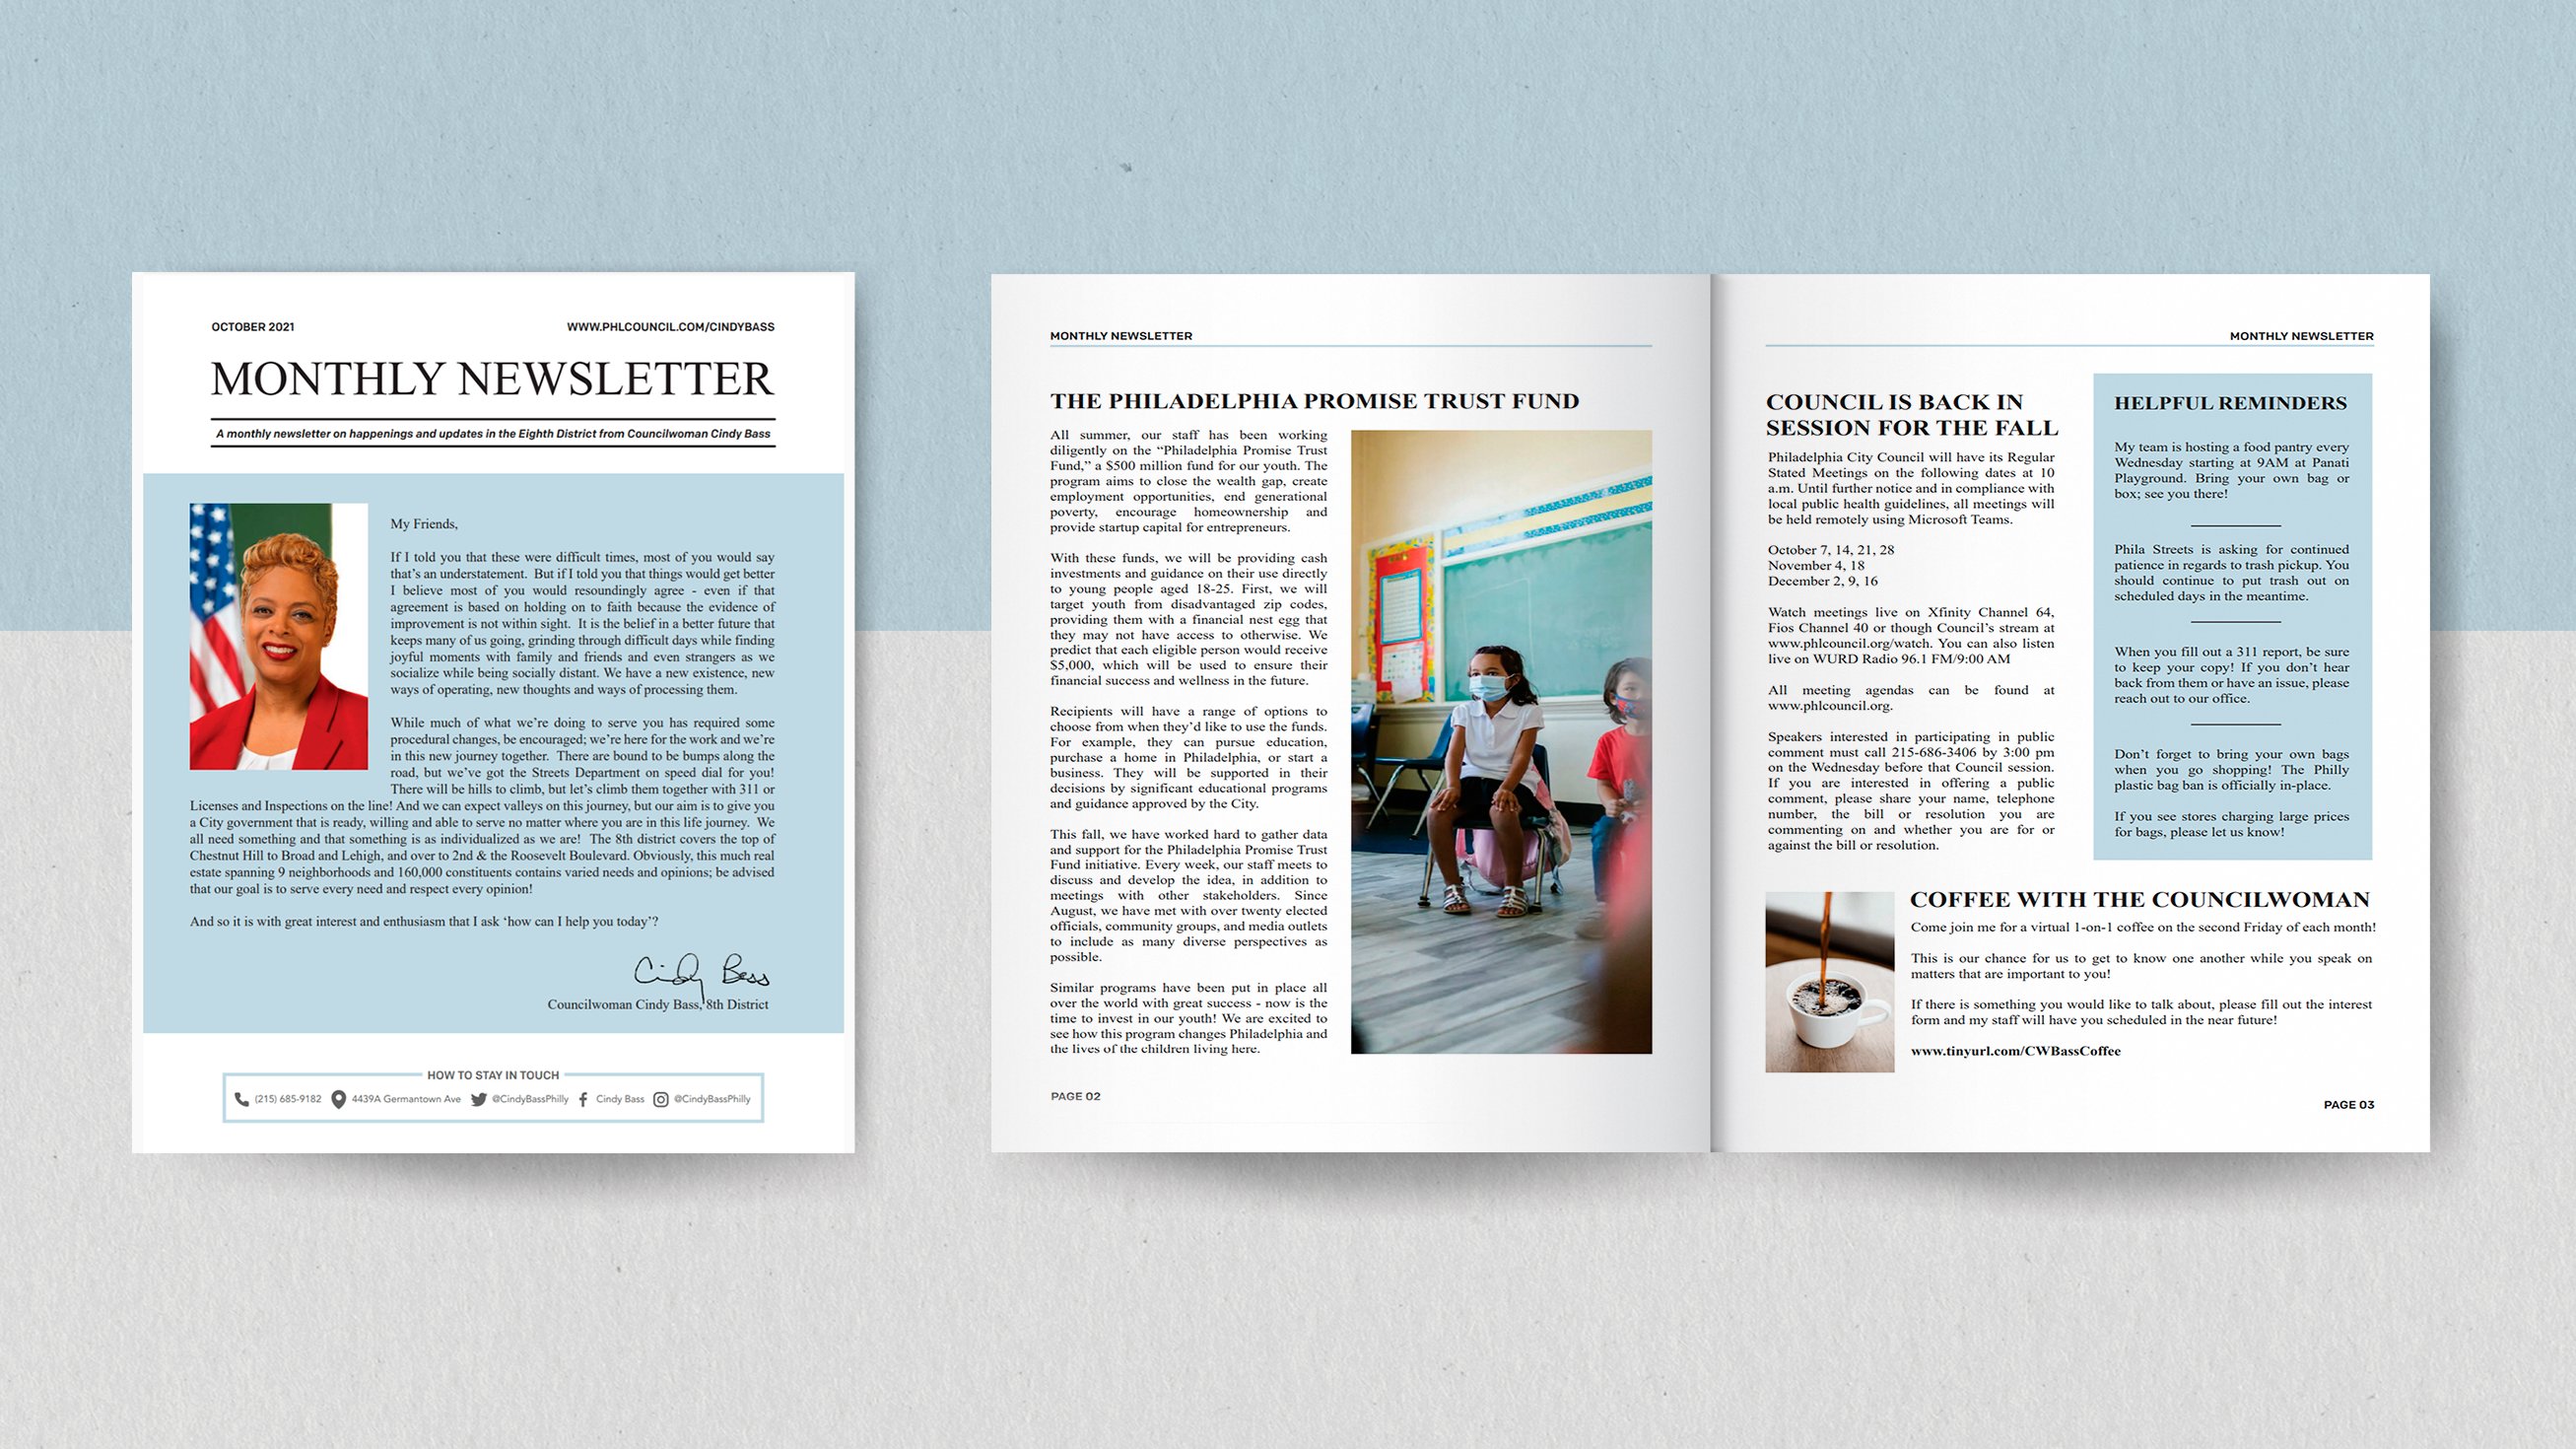 OCTOBER 2021
WWW.PHLCOUNCIL.COM/CINDYBASS
MONTHLY NEWSLETTER
A monthly newsletter on happenings and updates in the Eighth District from Councilwoman Cindy Bass
My Friends,
If I told you that these were difficult times, most of you would say
that's an understatement. But if I told you that things would get better
I believe most of you would resoundingly agree - even if that
agreement is based on holding on to faith because the evidence of
improvement is not within sight. It is the belief in a better future that
keeps many of us going, grinding through difficult days while finding
joyful moments with family and friends and even strangers as we
socialize while being socially distant. We have a new existence, new
ways of operating, new thoughts and ways of processing them.
While much of what we're doing to serve you has required some
procedural changes, be encouraged; we're here for the work and we're
in this new journey together. There are bound to be bumps along the
road, but we've got the Streets Department on speed dial for you!
There will be hills to climb, but let's climb them together with 311 or
Licenses and Inspections on the line! And we can expect valleys on this journey, but our aim is to give you
a City government that is ready, willing and able to serve no matter where you are in this life journey. We
all need something and that something is as individualized as we are! The 8th district covers the top of
Chestnut Hill to Broad and Lehigh, and over to 2nd & the Roosevelt Boulevard. Obviously, this much real
estate spanning 9 neighborhoods and 160,000 constituents contains varied needs and opinions; be advised
that our goal is to serve every need and respect every opinion!
And so it is with great interest and enthusiasm that I ask 'how can I help you today'?
Cindy Bass
Councilwoman Cindy Bass, 8th District
HOW TO STAY IN TOUCH
(215) 685-9182 4439A Germantown Ave @CindyBassPhilly Cindy Bass @CindyBassPhilly
MONTHLY NEWSLETTER
THE PHILADELPHIA PROMISE TRUST FUND
All summer, our staff has been working
diligently on the "Philadelphia Promise Trust
Fund," a $500 million fund for our youth. The
program aims to close the wealth gap, create
employment opportunities, end generational
poverty, encourage homeownership and
provide startup capital for entrepreneurs.
With these funds, we will be providing cash
investments and guidance on their use directly
to young people aged 18-25. First, we will
target youth from disadvantaged zip codes,
providing them with a financial nest egg that
they may not have access to otherwise. We
predict that each eligible person would receive
$5,000, which will be used to ensure their
financial success and wellness in the future.
Recipients will have a range of options to
choose from when they'd like to use the funds.
For example, they can pursue education,
purchase a home in Philadelphia, or start a
business. They will be supported in their
decisions by significant educational programs
and guidance approved by the City.
This fall, we have worked hard to gather data
and support for the Philadelphia Promise Trust
Fund initiative. Every week, our staff meets to
discuss and develop the idea, in addition to
meetings with other stakeholders. Since
August, we have met with over twenty elected
officials, community groups, and media outlets
to include as many diverse perspectives as
possible.
Similar programs have been put in place all
over the world with great success - now is the
time to invest in our youth! We are excited to
see how this program changes Philadelphia and
the lives of the children living here.
PAGE 02
MONTHLY NEWSLETTER
COUNCIL IS BACK IN
SESSION FOR THE FALL
Philadelphia City Council will have its Regular
Stated Meetings on the following dates at 10
a.m. Until further notice and in compliance with
local public health guidelines, all meetings will
be held remotely using Microsoft Teams.
October 7, 14, 21, 28
November 4, 18
December 2, 9, 16
Watch meetings live on Xfinity Channel 64,
Fios Channel 40 or though Council's stream at
www.phlcouncil.org/watch. You can also listen
live on WURD Radio 96.1 FM/9:00 AM
All meeting agendas can be found at
www.phlcouncil.org.
Speakers interested in participating in public
comment must call 215-686-3406 by 3:00 pm
on the Wednesday before that Council session.
If you are interested in offering a public
comment, please share your name, telephone
number, the bill or resolution you are
commenting on and whether you are for or
against the bill or resolution.
HELPFUL REMINDERS
My team is hosting a food pantry every
Wednesday starting at 9AM at Panati
Playground. Bring your own bag or
box; see you there!
Phila Streets is asking for continued
patience in regards to trash pickup. You
should continue to put trash out on
scheduled days in the meantime.
When you fill out a 311 report, be sure
to keep your copy! If you don't hear
back from them or have an issue, please
reach out to our office.
Don't forget to bring your own bags
when you go shopping! The Philly
plastic bag ban is officially in-place.
If you see stores charging large prices
for bags, please let us know!
COFFEE WITH THE COUNCILWOMAN
Come join me for a virtual 1-on-1 coffee on the second Friday of each month!
This is our chance for us to get to know one another while you speak on
matters that are important to you!
If there is something you would like to talk about, please fill out the interest
form and my staff will have you scheduled in the near future!
www.tinyurl.com/CWBassCoffee
PAGE 03